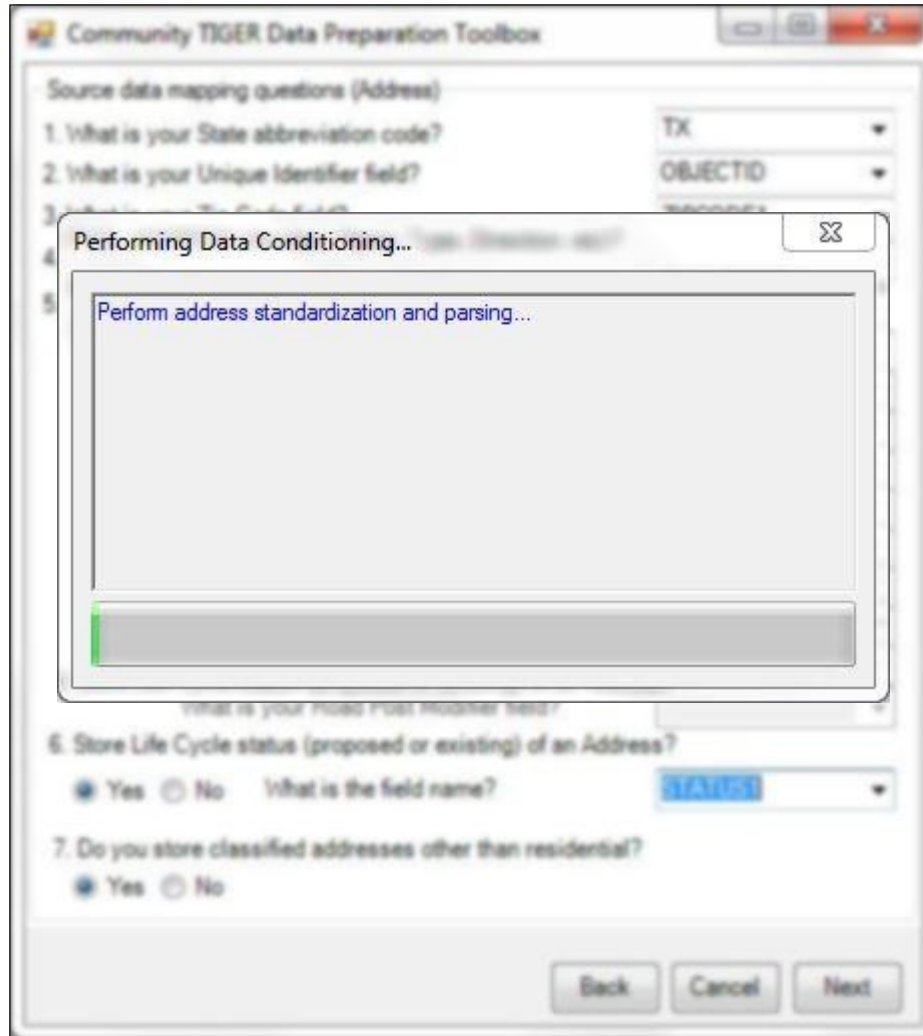 Community TIGER Data Preparation Toolbox
Source data mapping questions (Address)
1. What is your State abbreviation code? TX
2. What is your Unique Identifier field? OBJECTID
3.
Performing Data Conditioning...
4
5
Perform address standardization and parsing...
What is your Road Post Modifier field?
6. Store Life Cycle status (proposed or existing) of an Address?
Yes No What is the field name? STATUS1
7. Do you store classified addresses other than residential?
Yes No
Back Cancel Next